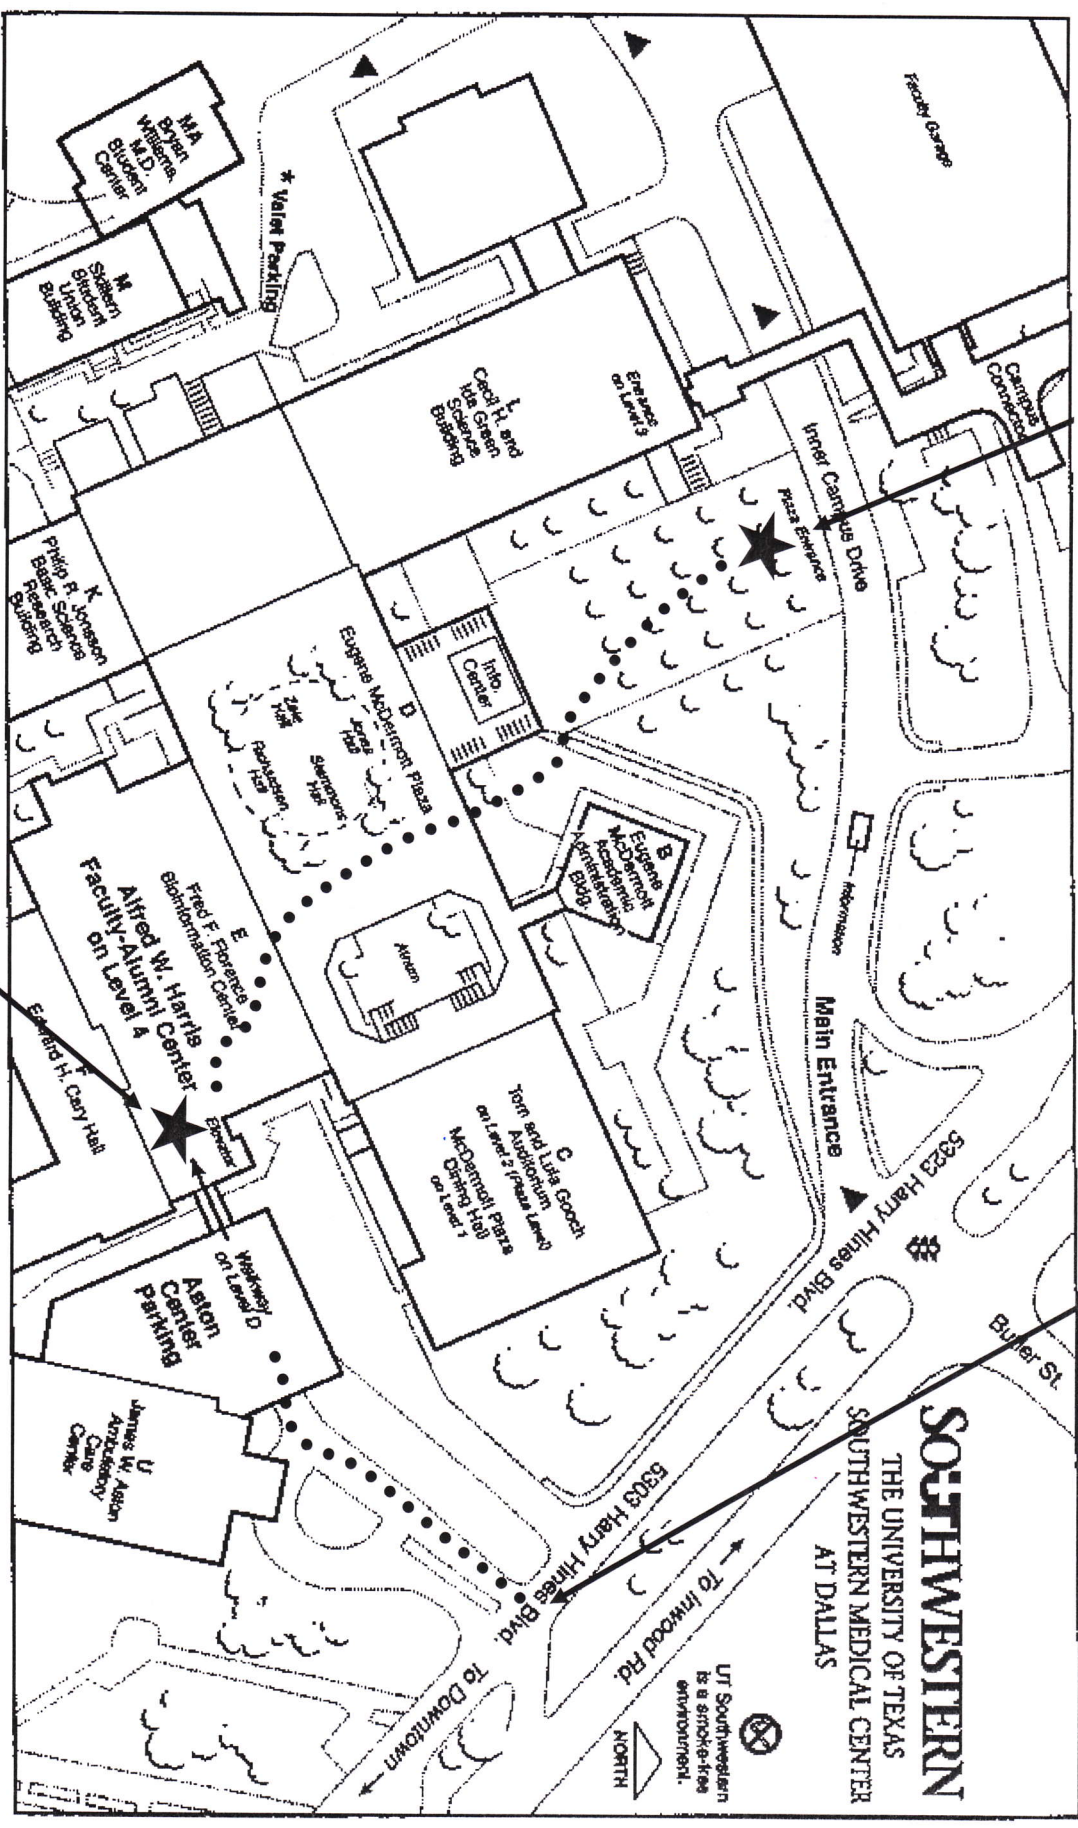 SOUTHWESTERN
THE UNIVERSITY OF TEXAS
SOUTHWESTERN MEDICAL CENTER
AT DALLAS
UT Southwestern
is a smoke-free
environment.
NORTH
Faculty Garage
Campus
Connector
Inner Campus Drive
Plaza Entrance
Entrance
on Level 3
L
Cecil H. and
Ida Green
Science
Building
* Valet Parking
MA
Bryan
Williams,
M.D.
Student
Center
M
Skillern
Student
Union
Building
K
Philip R. Jonsson
Basic Science
Research
Building
D
Eugene McDermott Plaza
Info.
Center
Jones
Hall
Zale
Hall
Sammons
Hall
Richardson
Hall
B
Eugene
McDermott
Academic
Administration
Bldg.
Information
Main Entrance
Atrium
E
Fred F. Florence
Bioinformation Center
Alfred W. Harris
Faculty-Alumni Center
on Level 4
F
Edward H. Cary Hall
Elevator
C
Tom and Lula Gooch
Auditorium
on Level 2 (Plaza Level)
McDermott Plaza
Dining Hall
on Level 1
Walkway
on Level D
Aston
Center
Parking
U
James W. Aston
Ambulatory
Care
Center
5323 Harry Hines Blvd.
5303 Harry Hines Blvd.
Butler St.
To Inwood Rd.
To Downtown